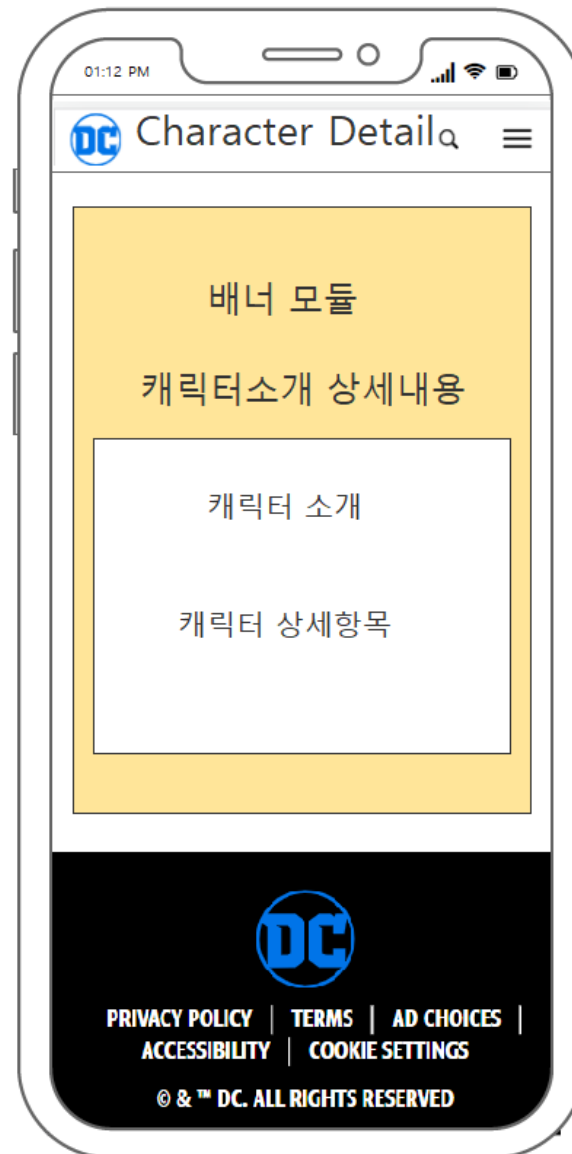 01:12 PM
DC Character Detail
배너 모듈
캐릭터소개 상세내용
캐릭터 소개
캐릭터 상세항목
DC
PRIVACY POLICY | TERMS | AD CHOICES |
ACCESSIBILITY | COOKIE SETTINGS
© & ™ DC. ALL RIGHTS RESERVED